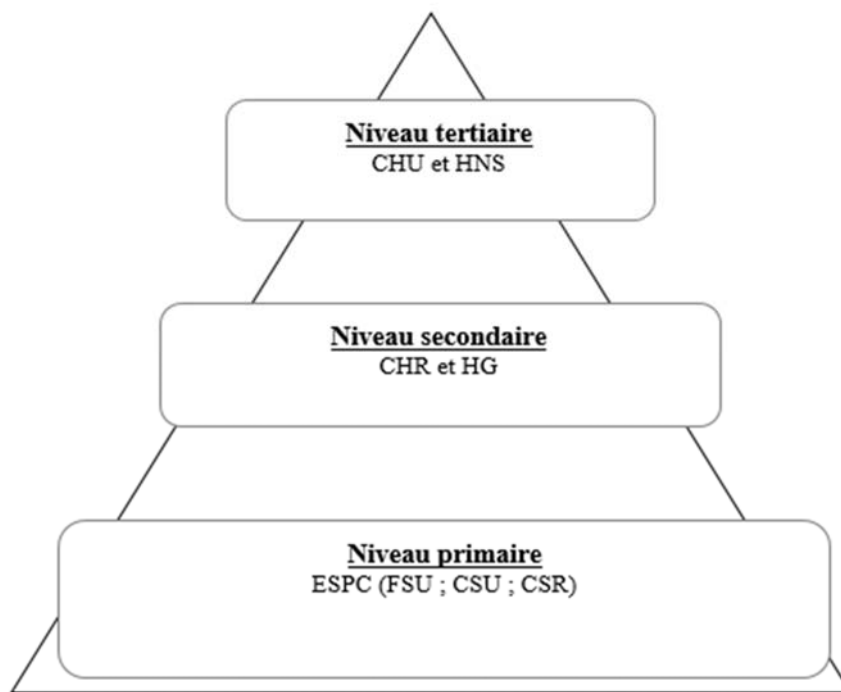 Niveau tertiaire
CHU et HNS
Niveau secondaire
CHR et HG
Niveau primaire
ESPC (FSU ; CSU ; CSR)